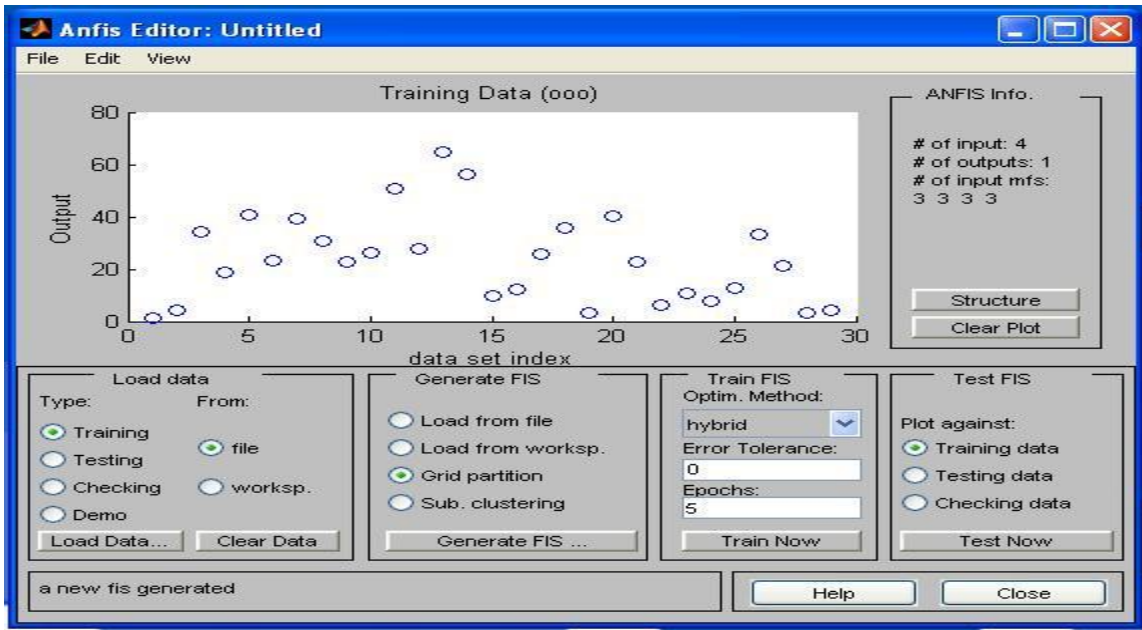 Anfis Editor: Untitled
File Edit View
Training Data (ooo)
80
60
40
20
0
Output
0 5 10 15 20 25 30
data set index
ANFIS Info.
# of input: 4
# of outputs: 1
# of input mfs:
3 3 3 3
Structure
Clear Plot
Load data
Type: From:
Training
file
Testing
Checking
worksp.
Demo
Load Data... Clear Data
Generate FIS
Load from file
Load from worksp.
Grid partition
Sub. clustering
Generate FIS ...
Train FIS
Optim. Method:
hybrid
Error Tolerance:
0
Epochs:
5
Train Now
Test FIS
Plot against:
Training data
Testing data
Checking data
Test Now
a new fis generated
Help Close